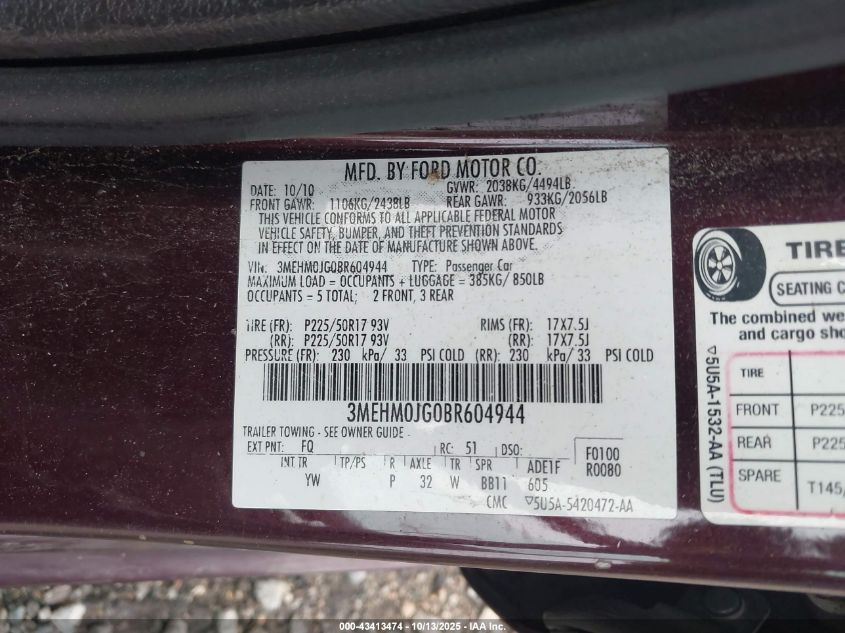 MFD. BY FORD MOTOR CO.
DATE: 10/10 GVWR: 2038KG/4494LB
FRONT GAWR: 1106KG/2438LB REAR GAWR: 933KG/2056LB
THIS VEHICLE CONFORMS TO ALL APPLICABLE FEDERAL MOTOR
VEHICLE SAFETY, BUMPER, AND THEFT PREVENTION STANDARDS
IN EFFECT ON THE DATE OF MANUFACTURE SHOWN ABOVE.
VIN: 3MEHM0JG0BR604944 TYPE: Passenger Car
MAXIMUM LOAD = OCCUPANTS + LUGGAGE = 385KG/ 850LB
OCCUPANTS = 5 TOTAL; 2 FRONT, 3 REAR
TIRE (FR): P225/50R17 93V RIMS (FR): 17X7.5J
(RR): P225/50R17 93V (RR): 17X7.5J
PRESSURE (FR): 230 kPa/ 33 PSI COLD (RR): 230 kPa/ 33 PSI COLD
3MEHM0JG0BR604944
TRAILER TOWING - SEE OWNER GUIDE -
EXT PNT: FQ RC: 51 DSO: F0100
R0080
INT TR TP/PS R AXLE TR SPR ADE1F
YW P 32 W BB11 605
CMC ▽5U5A-5420472-AA
TIRE
SEATING C
The combined we
and cargo sho
TIRE
FRONT P225
REAR P225
SPARE T145/
▽5U5A-1532-AA (TLU)
000-43413474 | 10/13/2025 | IAA Inc.